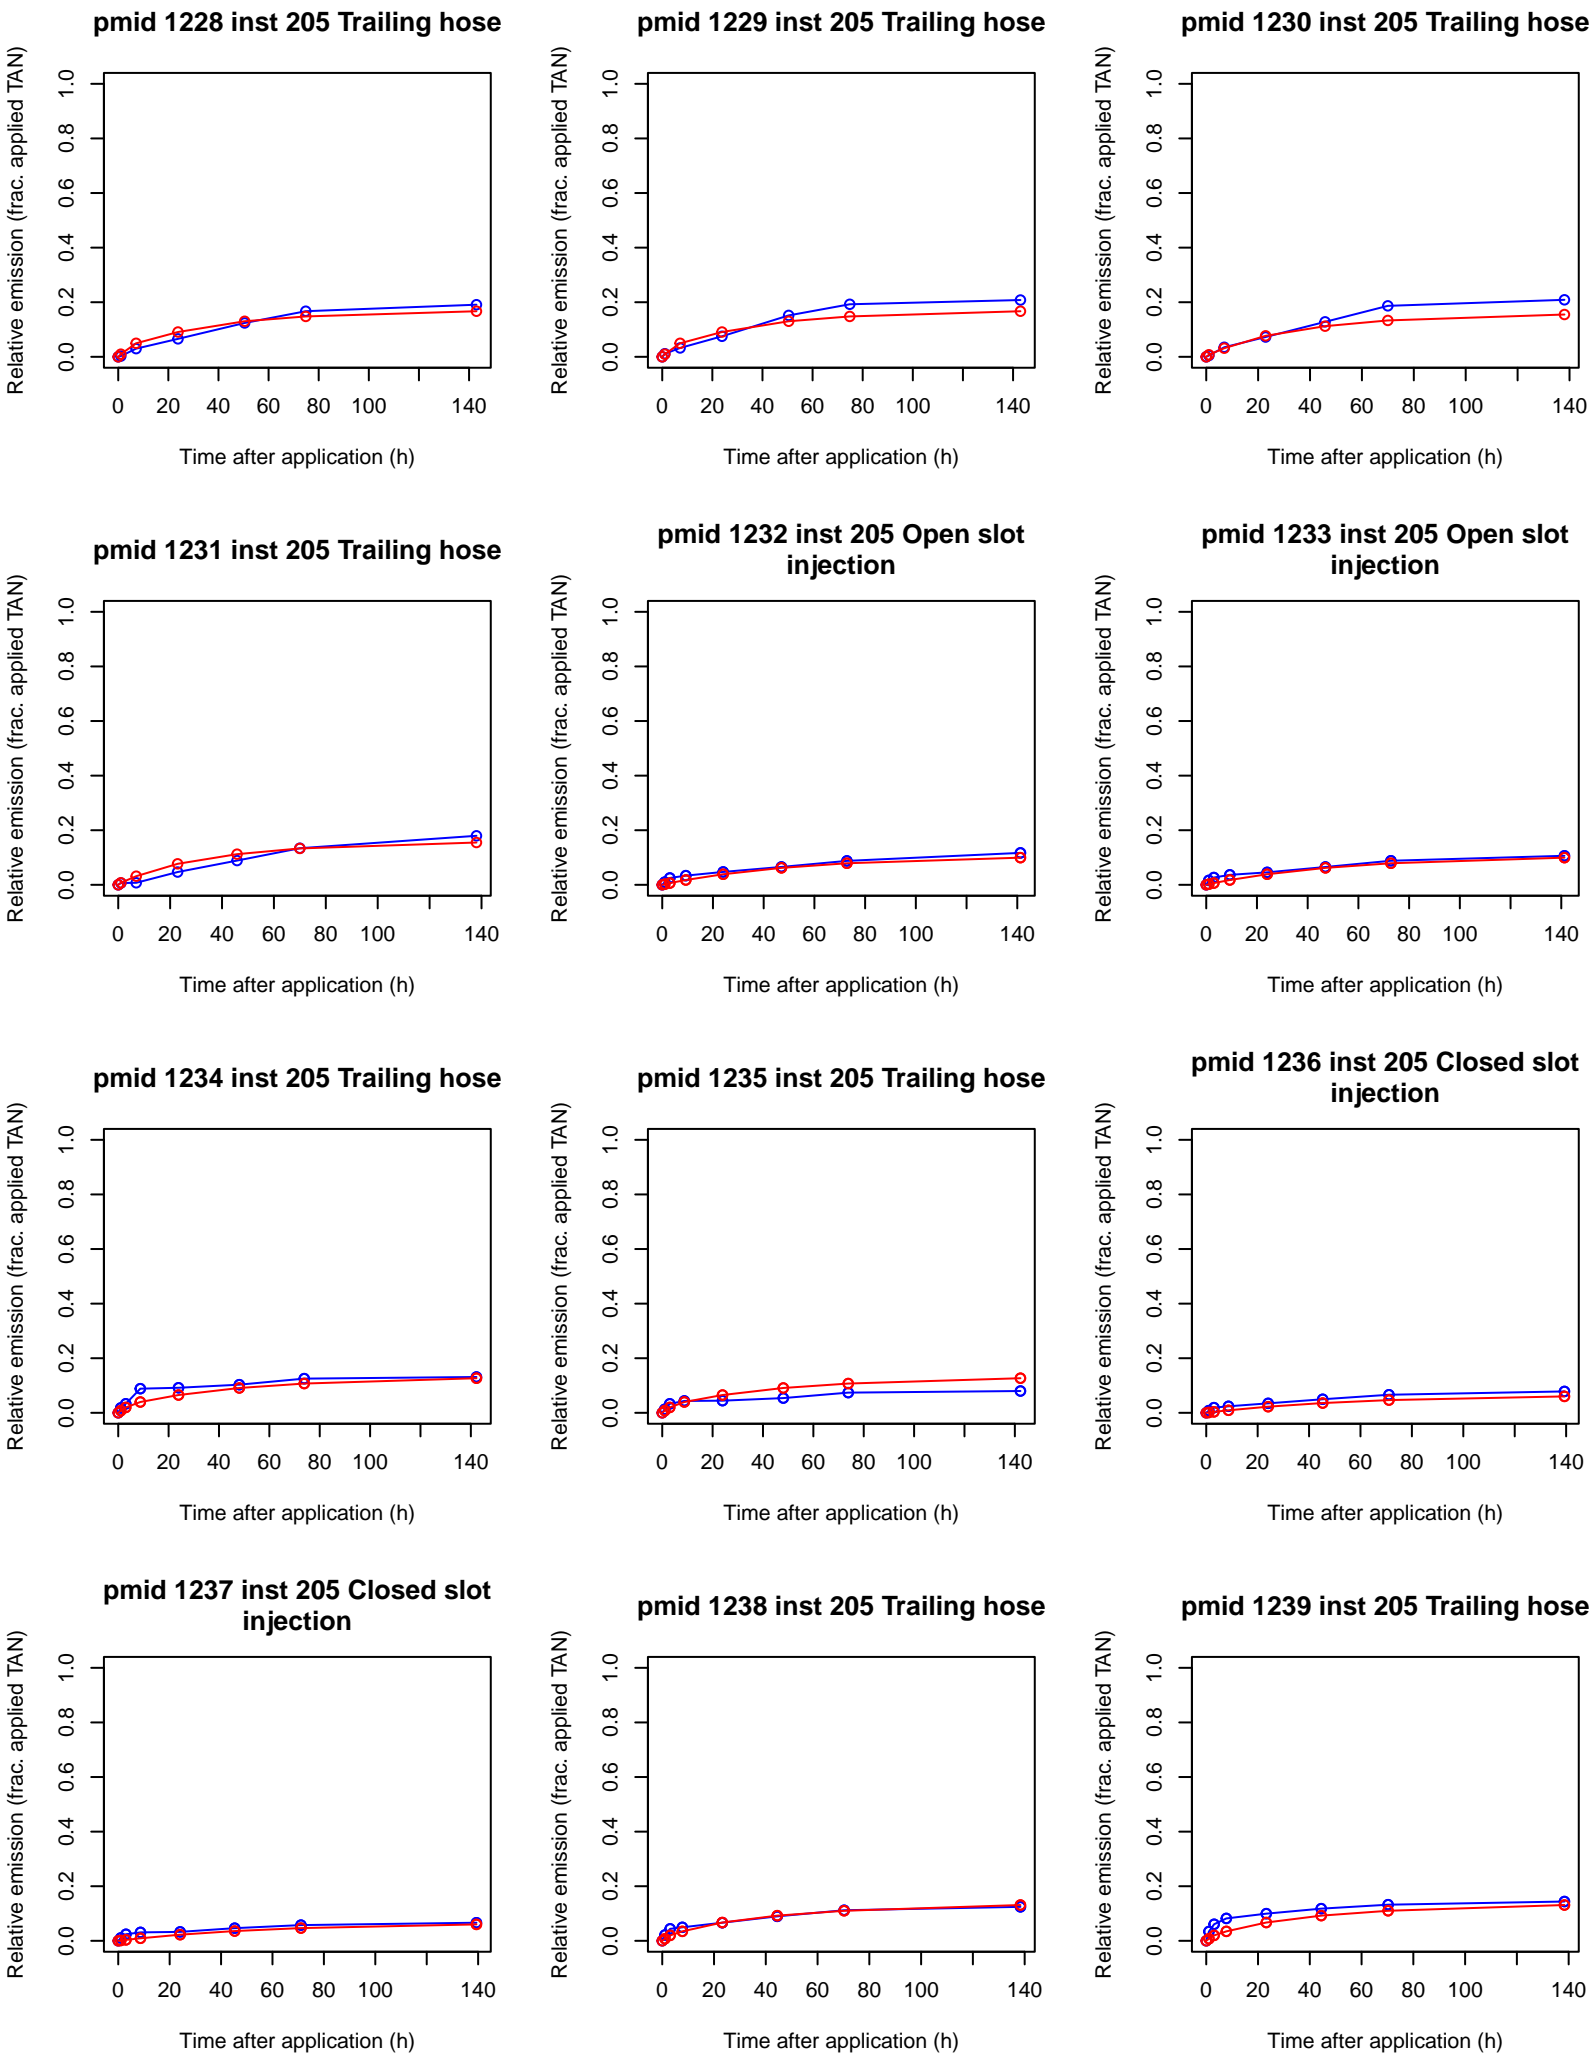 pmid 1228 inst 205 Trailing hose
Relative emission (frac. applied TAN)
1.0
0.8
0.6
0.4
0.2
0.0
0 20 40 60 80 100 140
Time after application (h)
pmid 1229 inst 205 Trailing hose
Relative emission (frac. applied TAN)
1.0
0.8
0.6
0.4
0.2
0.0
0 20 40 60 80 100 140
Time after application (h)
pmid 1230 inst 205 Trailing hose
Relative emission (frac. applied TAN)
1.0
0.8
0.6
0.4
0.2
0.0
0 20 40 60 80 100 140
Time after application (h)
pmid 1231 inst 205 Trailing hose
Relative emission (frac. applied TAN)
1.0
0.8
0.6
0.4
0.2
0.0
0 20 40 60 80 100 140
Time after application (h)
pmid 1232 inst 205 Open slot
injection
Relative emission (frac. applied TAN)
1.0
0.8
0.6
0.4
0.2
0.0
0 20 40 60 80 100 140
Time after application (h)
pmid 1233 inst 205 Open slot
injection
Relative emission (frac. applied TAN)
1.0
0.8
0.6
0.4
0.2
0.0
0 20 40 60 80 100 140
Time after application (h)
pmid 1234 inst 205 Trailing hose
Relative emission (frac. applied TAN)
1.0
0.8
0.6
0.4
0.2
0.0
0 20 40 60 80 100 140
Time after application (h)
pmid 1235 inst 205 Trailing hose
Relative emission (frac. applied TAN)
1.0
0.8
0.6
0.4
0.2
0.0
0 20 40 60 80 100 140
Time after application (h)
pmid 1236 inst 205 Closed slot
injection
Relative emission (frac. applied TAN)
1.0
0.8
0.6
0.4
0.2
0.0
0 20 40 60 80 100 140
Time after application (h)
pmid 1237 inst 205 Closed slot
injection
Relative emission (frac. applied TAN)
1.0
0.8
0.6
0.4
0.2
0.0
0 20 40 60 80 100 140
Time after application (h)
pmid 1238 inst 205 Trailing hose
Relative emission (frac. applied TAN)
1.0
0.8
0.6
0.4
0.2
0.0
0 20 40 60 80 100 140
Time after application (h)
pmid 1239 inst 205 Trailing hose
Relative emission (frac. applied TAN)
1.0
0.8
0.6
0.4
0.2
0.0
0 20 40 60 80 100 140
Time after application (h)